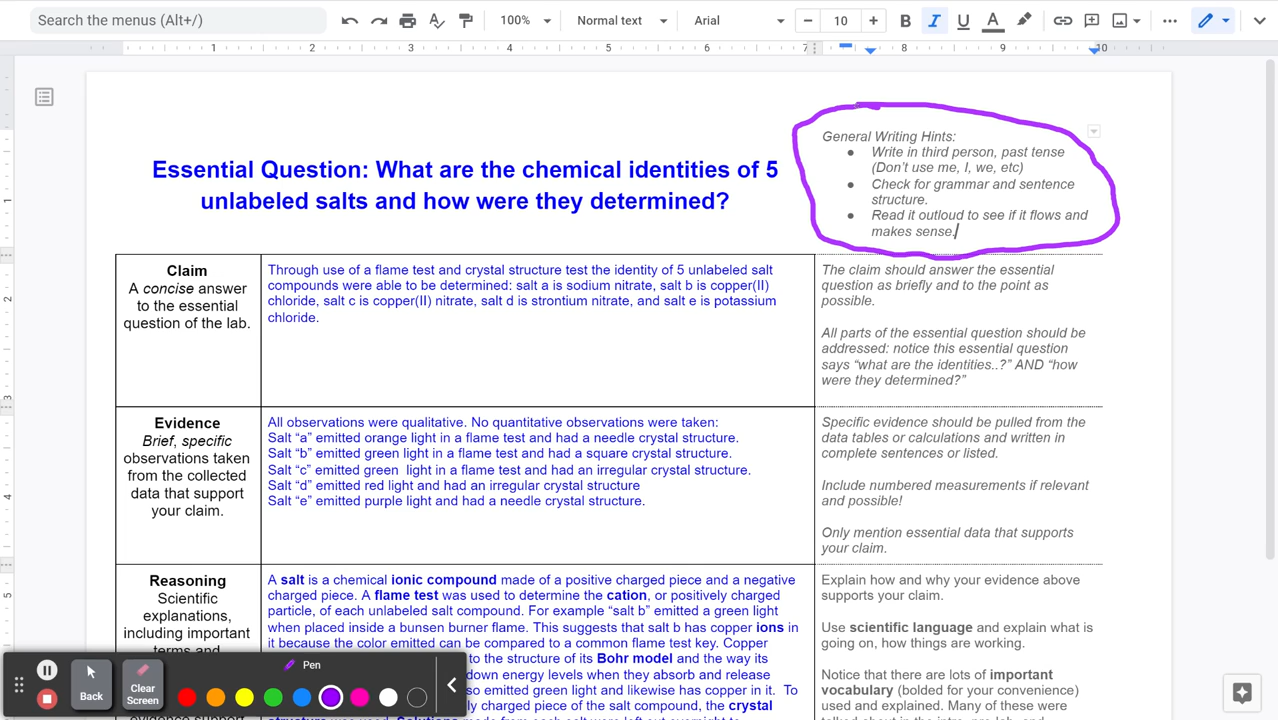 Search the menus (Alt+/)
100%
Normal text
Arial
10
B I U A
1 2 3 4 5 6 7 8 9 10
General Writing Hints:
● Write in third person, past tense
(Don't use me, I, we, etc)
● Check for grammar and sentence
structure.
● Read it outloud to see if it flows and
makes sense.
Essential Question: What are the chemical identities of 5
unlabeled salts and how were they determined?
Claim
A concise answer
to the essential
question of the lab.
Through use of a flame test and crystal structure test the identity of 5 unlabeled salt
compounds were able to be determined: salt a is sodium nitrate, salt b is copper(II)
chloride, salt c is copper(II) nitrate, salt d is strontium nitrate, and salt e is potassium
chloride.
The claim should answer the essential
question as briefly and to the point as
possible.
All parts of the essential question should be
addressed: notice this essential question
says “what are the identities..?” AND “how
were they determined?”
Evidence
Brief, specific
observations taken
from the collected
data that support
your claim.
All observations were qualitative. No quantitative observations were taken:
Salt “a” emitted orange light in a flame test and had a needle crystal structure.
Salt “b” emitted green light in a flame test and had a square crystal structure.
Salt “c” emitted green  light in a flame test and had an irregular crystal structure.
Salt “d” emitted red light and had an irregular crystal structure
Salt “e” emitted purple light and had a needle crystal structure.
Specific evidence should be pulled from the
data tables or calculations and written in
complete sentences or listed.
Include numbered measurements if relevant
and possible!
Only mention essential data that supports
your claim.
Reasoning
Scientific
explanations,
including important
A salt is a chemical ionic compound made of a positive charged piece and a negative
charged piece. A flame test was used to determine the cation, or positively charged
particle, of each unlabeled salt compound. For example “salt b” emitted a green light
when placed inside a bunsen burner flame. This suggests that salt b has copper ions in
it because the color emitted can be compared to a common flame test key. Copper
to the structure of its Bohr model and the way its
down energy levels when they absorb and release
so emitted green light and likewise has copper in it.  To
ly charged piece of the salt compound, the crystal
Explain how and why your evidence above
supports your claim.
Use scientific language and explain what is
going on, how things are working.
Notice that there are lots of important
vocabulary (bolded for your convenience)
used and explained. Many of these were
Back
Clear
Screen
Pen
1
2
3
4
5